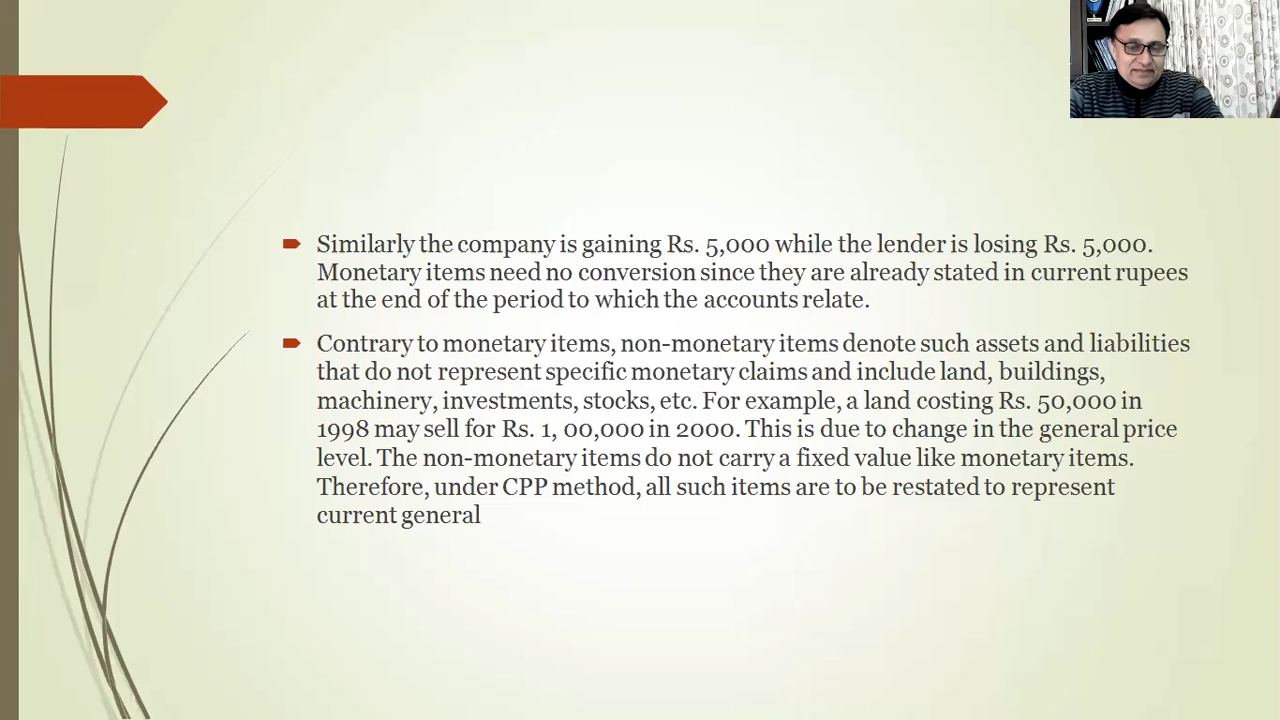 Similarly the company is gaining Rs. 5,000 while the lender is losing Rs. 5,000.
Monetary items need no conversion since they are already stated in current rupees
at the end of the period to which the accounts relate.
Contrary to monetary items, non-monetary items denote such assets and liabilities
that do not represent specific monetary claims and include land, buildings,
machinery, investments, stocks, etc. For example, a land costing Rs. 50,000 in
1998 may sell for Rs. 1, 00,000 in 2000. This is due to change in the general price
level. The non-monetary items do not carry a fixed value like monetary items.
Therefore, under CPP method, all such items are to be restated to represent
current general